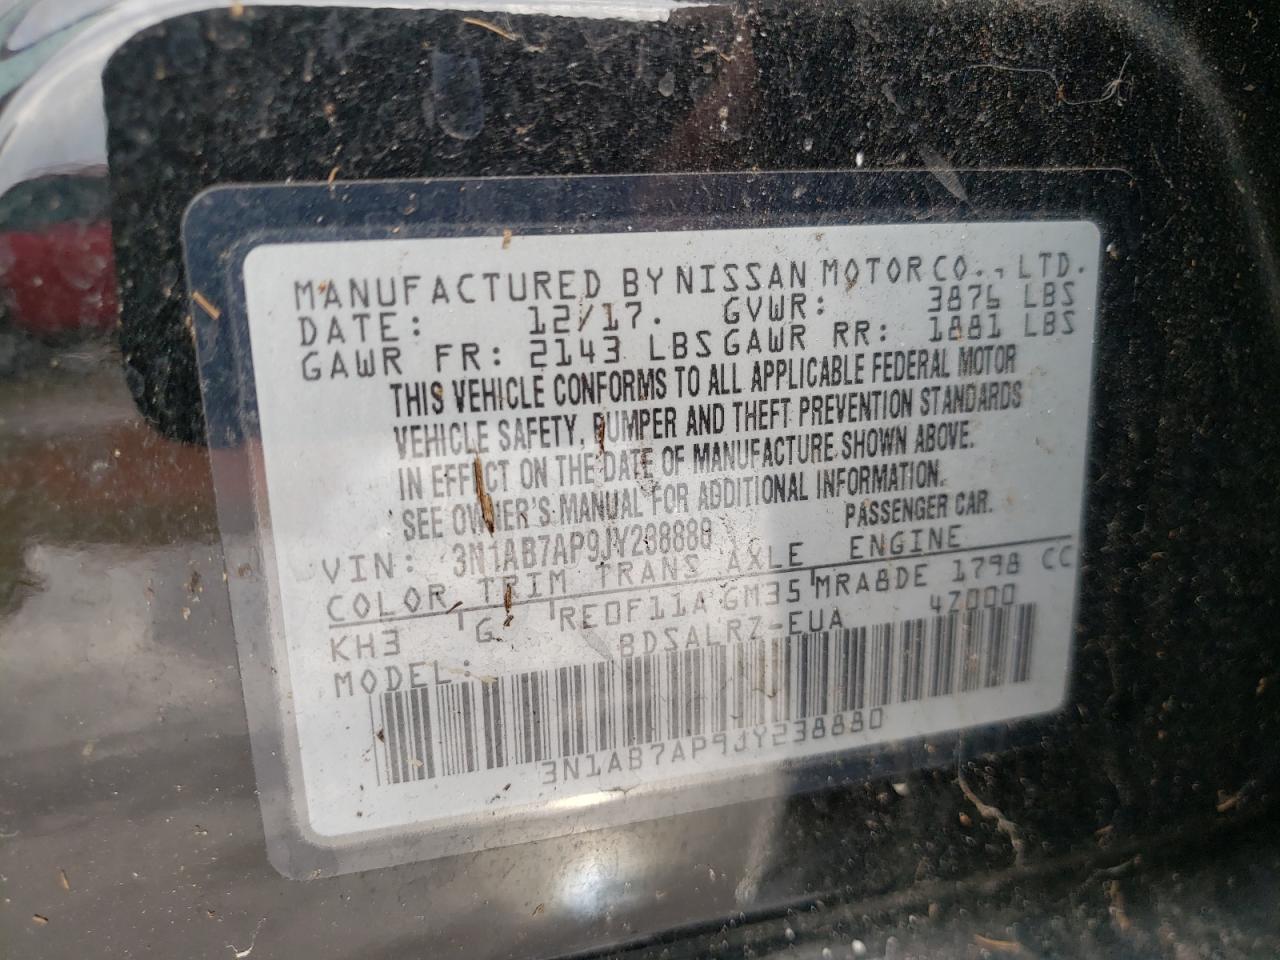 MANUFACTURED BY NISSAN MOTOR CO., LTD.
DATE: 12/17. GVWR: 3876 LBS
GAWR FR: 2143 LBS GAWR RR: 1881 LBS
THIS VEHICLE CONFORMS TO ALL APPLICABLE FEDERAL MOTOR
VEHICLE SAFETY, BUMPER AND THEFT PREVENTION STANDARDS
IN EFFECT ON THE DATE OF MANUFACTURE SHOWN ABOVE.
SEE OWNER'S MANUAL FOR ADDITIONAL INFORMATION.
VIN: 3N1AB7AP9JY238880 PASSENGER CAR.
COLOR TRIM TRANS AXLE ENGINE
KH3 G RE0F11A GM35 MRA8DE 1798 CC
MODEL: BDSALRZ-EUA 4Z000
3N1AB7AP9JY238880